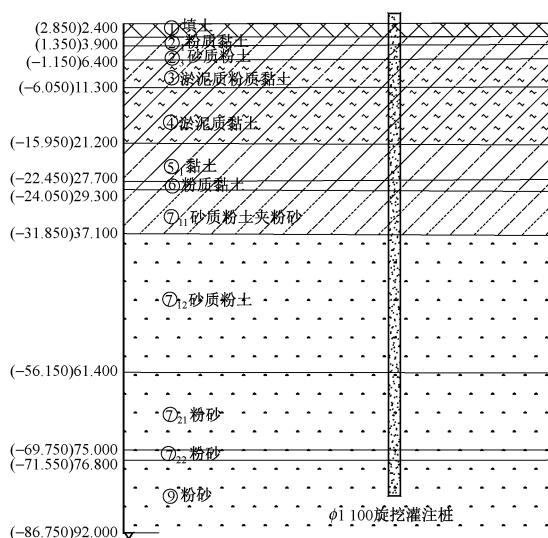 (2.850)2.400
①填土
(1.350)3.900
②₁粉质黏土
(−1.150)6.400
②₃砂质粉土
③淤泥质粉质黏土
(−6.050)11.300
④淤泥质黏土
(−15.950)21.200
⑤₁黏土
(−22.450)27.700
⑥粉质黏土
(−24.050)29.300
⑦₁₁砂质粉土夹粉砂
(−31.850)37.100
⑦₁₂砂质粉土
(−56.150)61.400
⑦₂₁粉砂
(−69.750)75.000
⑦₂₂粉砂
(−71.550)76.800
⑨粉砂
ϕ1 100旋挖灌注桩
(−86.750)92.000